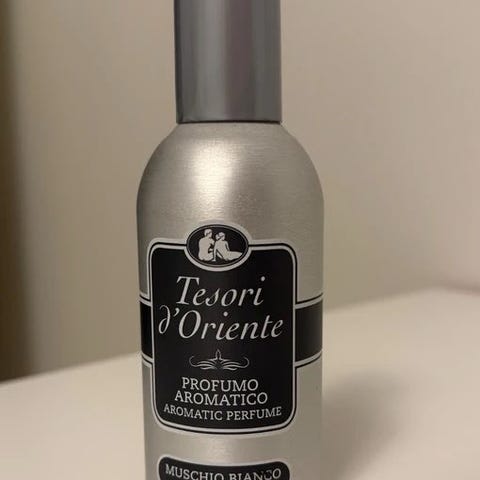 Tesori
d'Oriente
PROFUMO
AROMATICO
AROMATIC PERFUME
MUSCHIO BIANCO